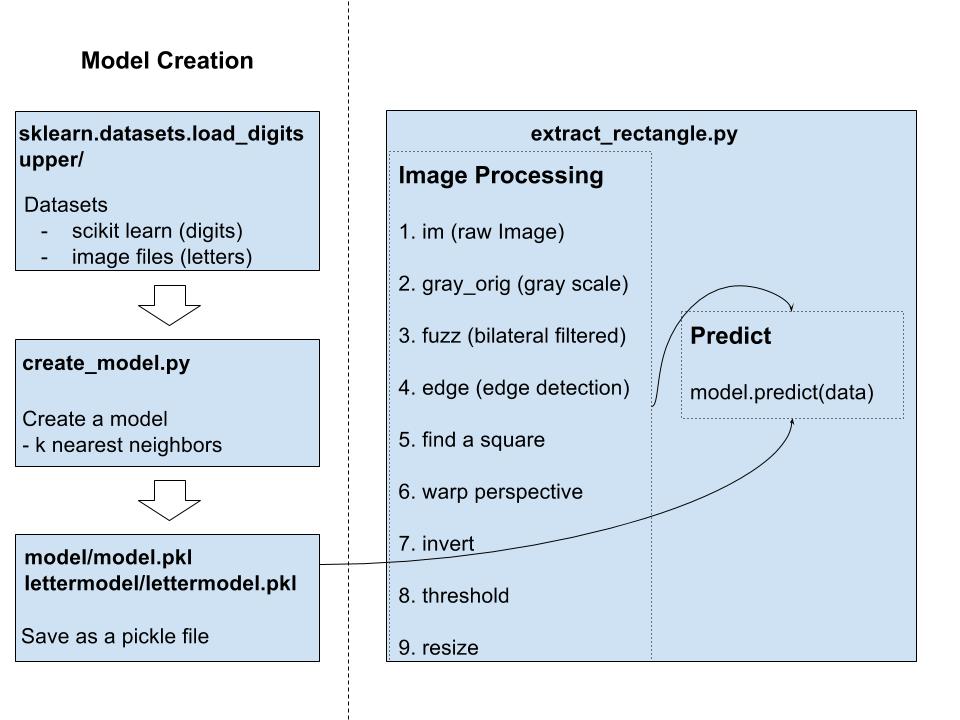 Model Creation
sklearn.datasets.load_digits
upper/
Datasets
- scikit learn (digits)
- image files (letters)
create_model.py
Create a model
- k nearest neighbors
model/model.pkl
lettermodel/lettermodel.pkl
Save as a pickle file
extract_rectangle.py
Image Processing
1. im (raw Image)
2. gray_orig (gray scale)
3. fuzz (bilateral filtered)
4. edge (edge detection)
5. find a square
6. warp perspective
7. invert
8. threshold
9. resize
Predict
model.predict(data)